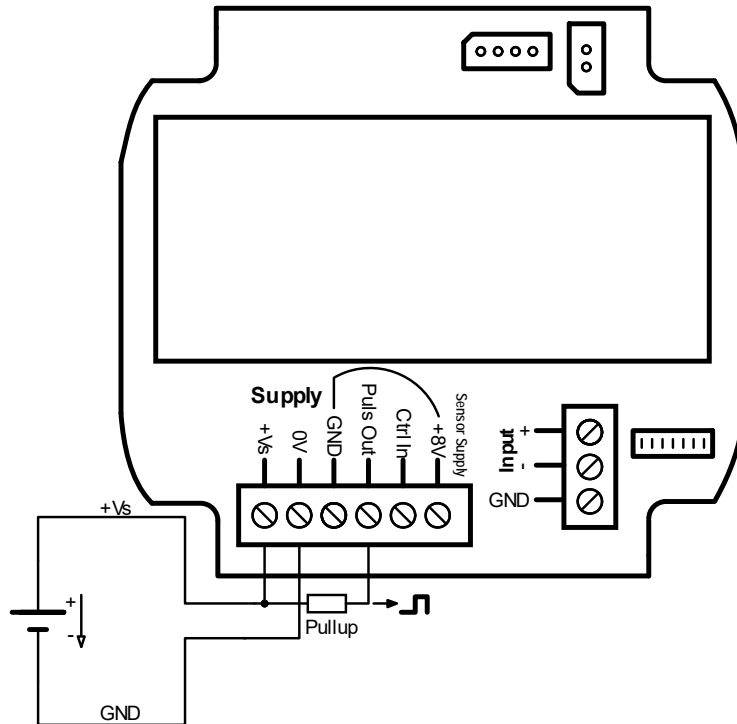 Supply
Sensor Supply
+Vs
0V
GND
Puls Out
Ctrl In
+8V
Input
+
-
GND
+Vs
+
-
Pullup
GND